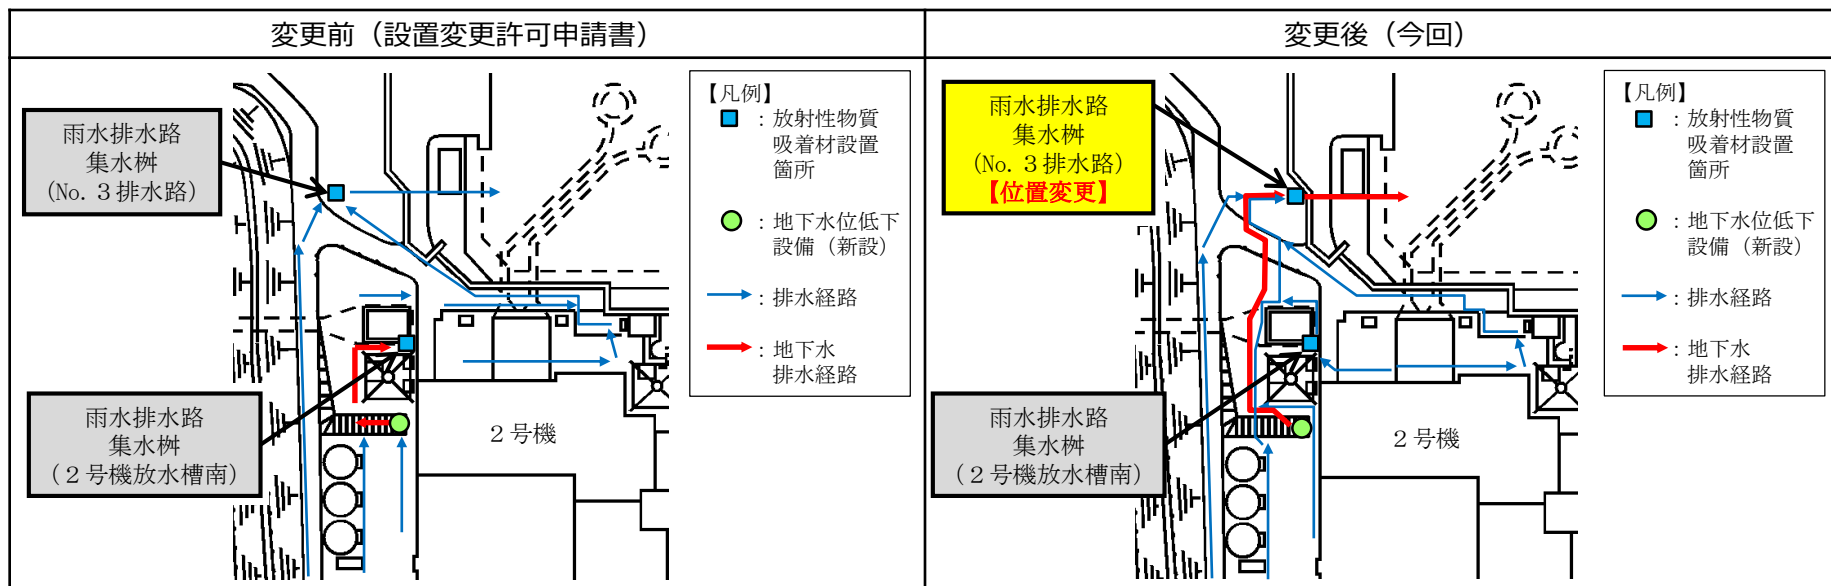 変更前（設置変更許可申請書）
雨水排水路
集水桝
(No. 3 排水路)
雨水排水路
集水桝
（2 号機放水槽南）
2 号機
【凡例】
：放射性物質
吸着材設置
箇所
：地下水位低下
設備（新設）
：排水経路
：地下水
排水経路
変更後（今回）
雨水排水路
集水桝
(No. 3 排水路)
【位置変更】
雨水排水路
集水桝
（2 号機放水槽南）
2 号機
【凡例】
：放射性物質
吸着材設置
箇所
：地下水位低下
設備（新設）
：排水経路
：地下水
排水経路